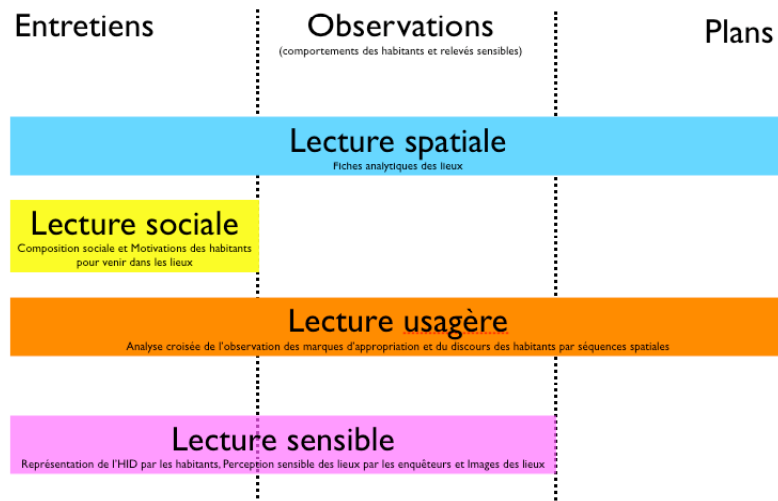 Entretiens
Observations
(comportements des habitants et relevés sensibles)
Plans
Lecture spatiale
Fiches analytiques des lieux
Lecture sociale
Composition sociale et Motivations des habitants
pour venir dans les lieux
Lecture usagère
Analyse croisée de l'observation des marques d'appropriation et du discours des habitants par séquences spatiales
Lecture sensible
Représentation de l'HID par les habitants, Perception sensible des lieux par les enquêteurs et Images des lieux